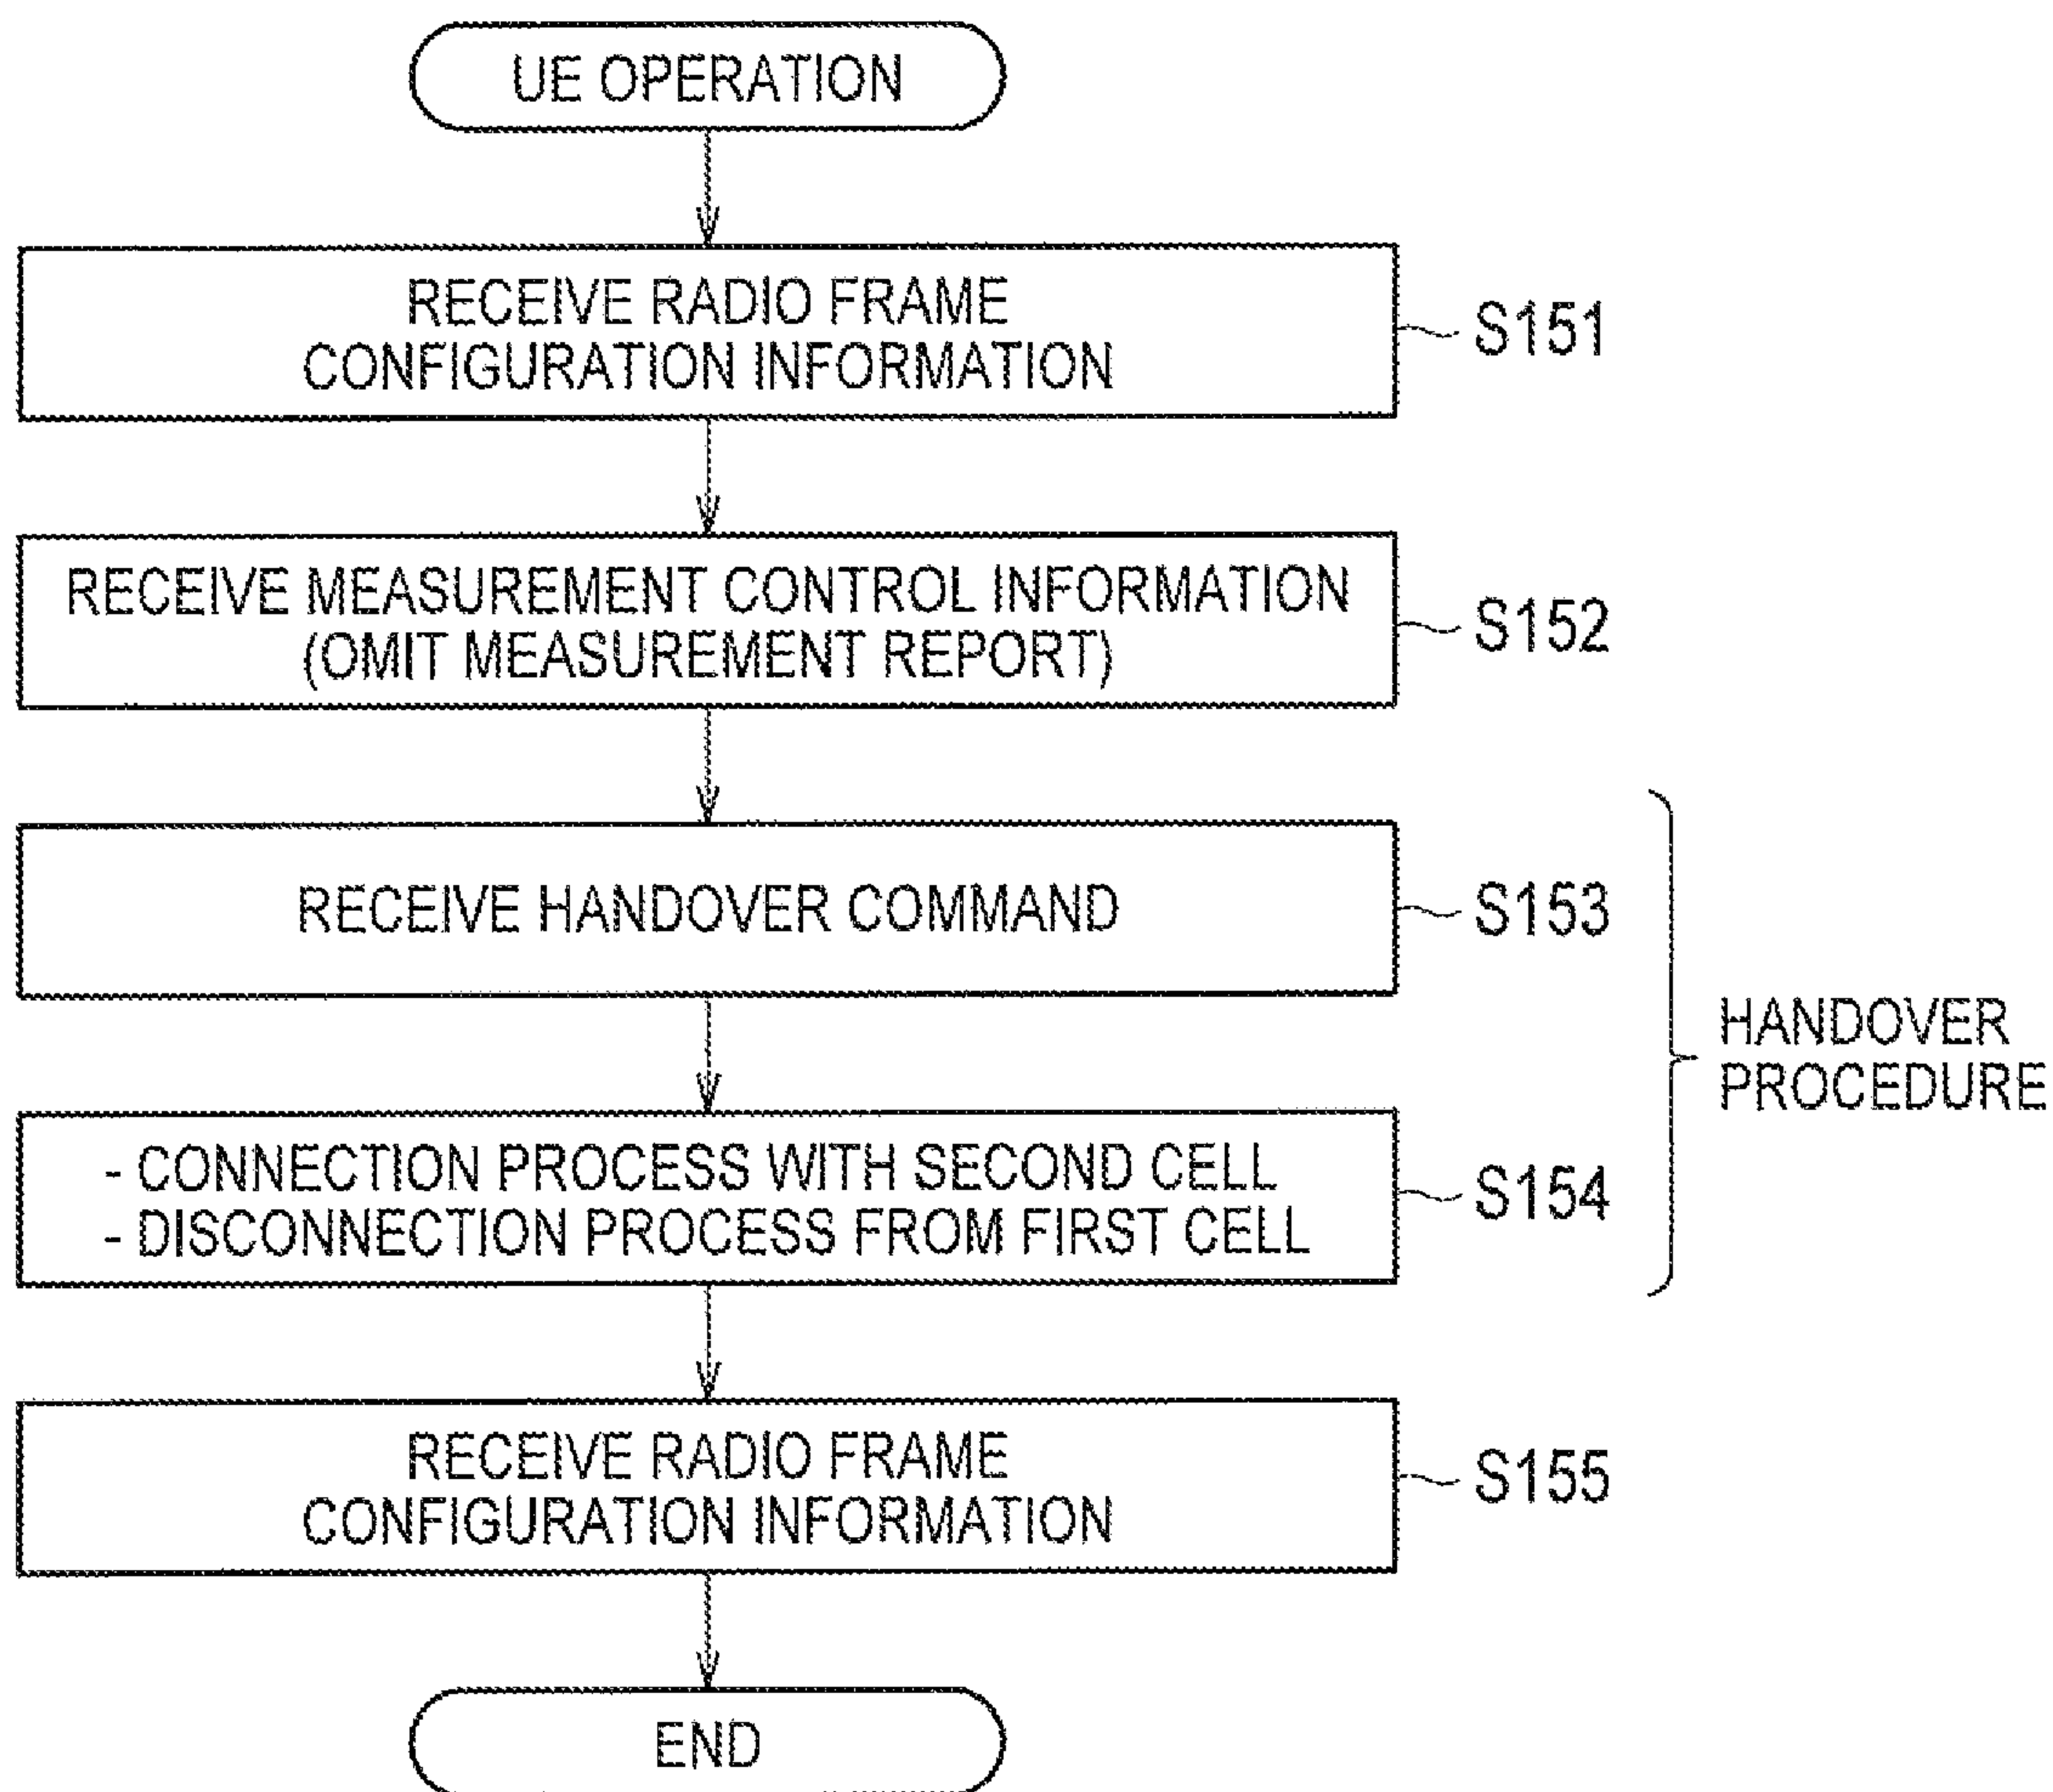 UE OPERATION
RECEIVE RADIO FRAME
CONFIGURATION INFORMATION
S151
RECEIVE MEASUREMENT CONTROL INFORMATION
(OMIT MEASUREMENT REPORT)
S152
RECEIVE HANDOVER COMMAND
S153
HANDOVER
PROCEDURE
- CONNECTION PROCESS WITH SECOND CELL
- DISCONNECTION PROCESS FROM FIRST CELL
S154
RECEIVE RADIO FRAME
CONFIGURATION INFORMATION
S155
END